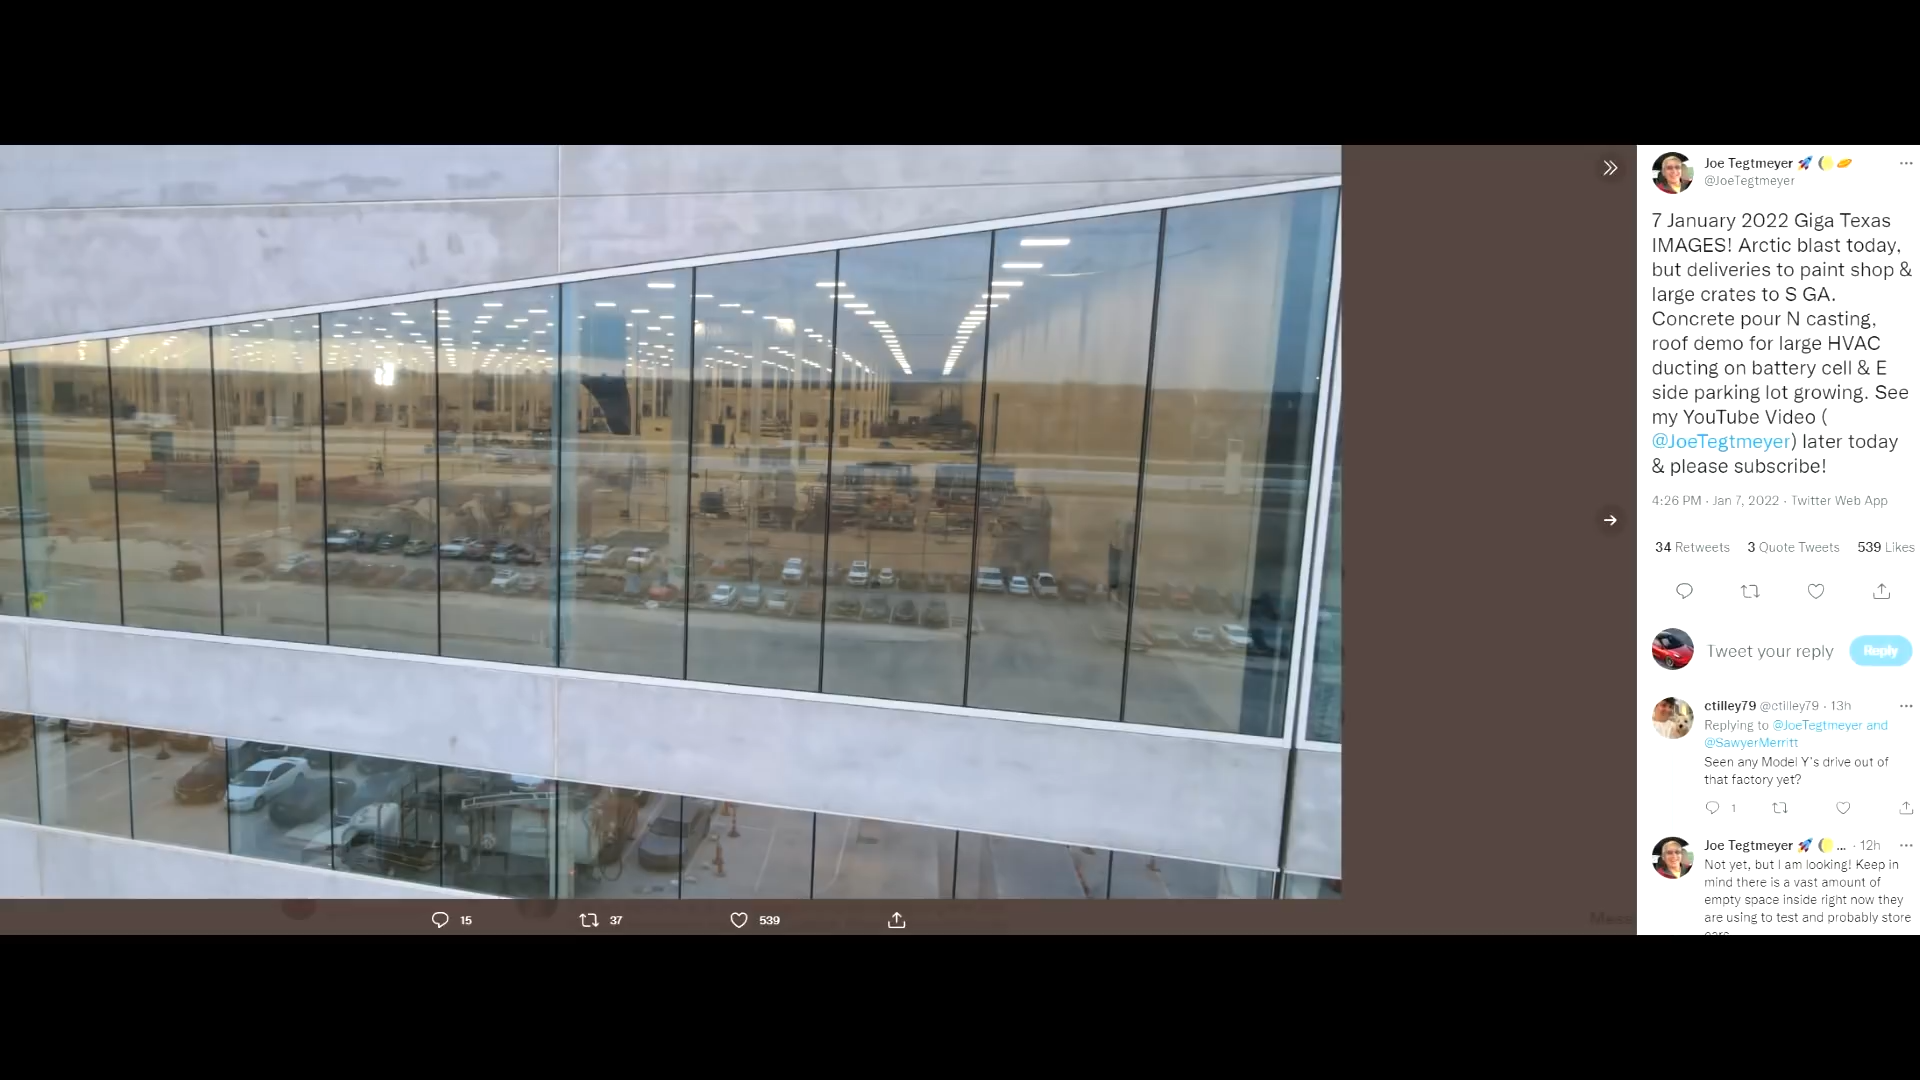 Joe Tegtmeyer 🚀 🌔 🪙
@JoeTegtmeyer
7 January 2022 Giga Texas
IMAGES! Arctic blast today,
but deliveries to paint shop &
large crates to S GA.
Concrete pour N casting,
roof demo for large HVAC
ducting on battery cell & E
side parking lot growing. See
my YouTube Video (
@JoeTegtmeyer) later today
& please subscribe!
4:26 PM · Jan 7, 2022 · Twitter Web App
34 Retweets 3 Quote Tweets 539 Likes
Tweet your reply Reply
ctilley79 @ctilley79 · 13h
Replying to @JoeTegtmeyer and
@SawyerMerritt
Seen any Model Y's drive out of
that factory yet?
1
Joe Tegtmeyer 🚀 🌔 ... · 12h
Not yet, but I am looking! Keep in
mind there is a vast amount of
empty space inside right now they
are using to test and probably store
cars
15 37 539